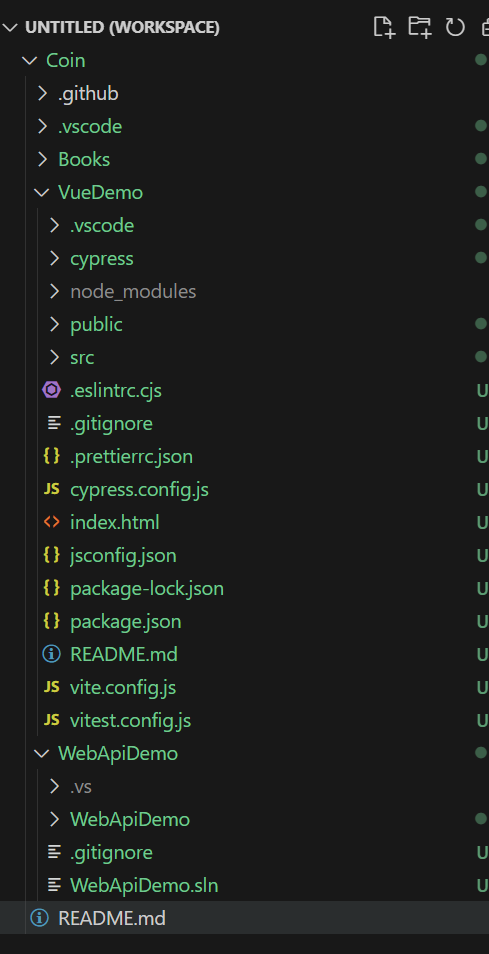 UNTITLED (WORKSPACE)
Coin
.github
.vscode
Books
VueDemo
.vscode
cypress
node_modules
public
src
.eslintrc.cjs U
.gitignore U
{} .prettierrc.json U
JS cypress.config.js U
<> index.html U
{} jsconfig.json U
{} package-lock.json U
{} package.json U
README.md U
JS vite.config.js U
JS vitest.config.js U
WebApiDemo
.vs
WebApiDemo
.gitignore U
WebApiDemo.sln U
README.md